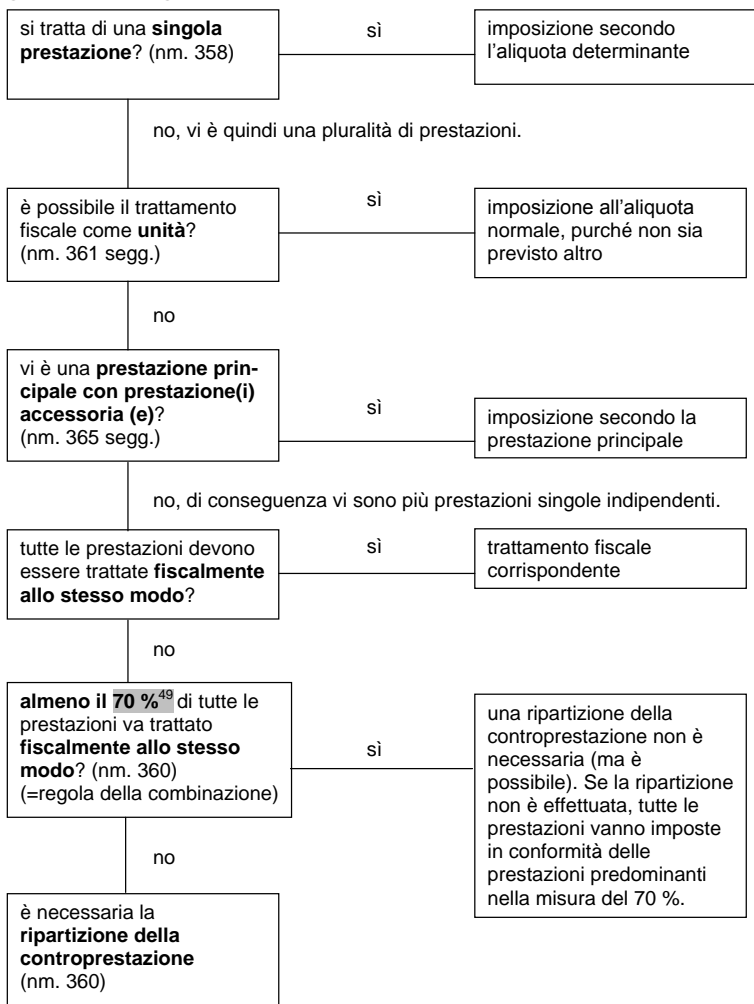 si tratta di una singola
prestazione? (nm. 358)
sì
imposizione secondo
l'aliquota determinante
no, vi è quindi una pluralità di prestazioni.
è possibile il trattamento
fiscale come unità?
(nm. 361 segg.)
sì
imposizione all'aliquota
normale, purché non sia
previsto altro
no
vi è una prestazione prin-
cipale con prestazione(i)
accessoria (e)?
(nm. 365 segg.)
sì
imposizione secondo la
prestazione principale
no, di conseguenza vi sono più prestazioni singole indipendenti.
tutte le prestazioni devono
essere trattate fiscalmente
allo stesso modo?
sì
trattamento fiscale
corrispondente
no
almeno il 70 %49 di tutte le
prestazioni va trattato
fiscalmente allo stesso
modo? (nm. 360)
(=regola della combinazione)
sì
una ripartizione della
controprestazione non è
necessaria (ma è
possibile). Se la ripartizione
non è effettuata, tutte le
prestazioni vanno imposte
in conformità delle
prestazioni predominanti
nella misura del 70 %.
no
è necessaria la
ripartizione della
controprestazione
(nm. 360)